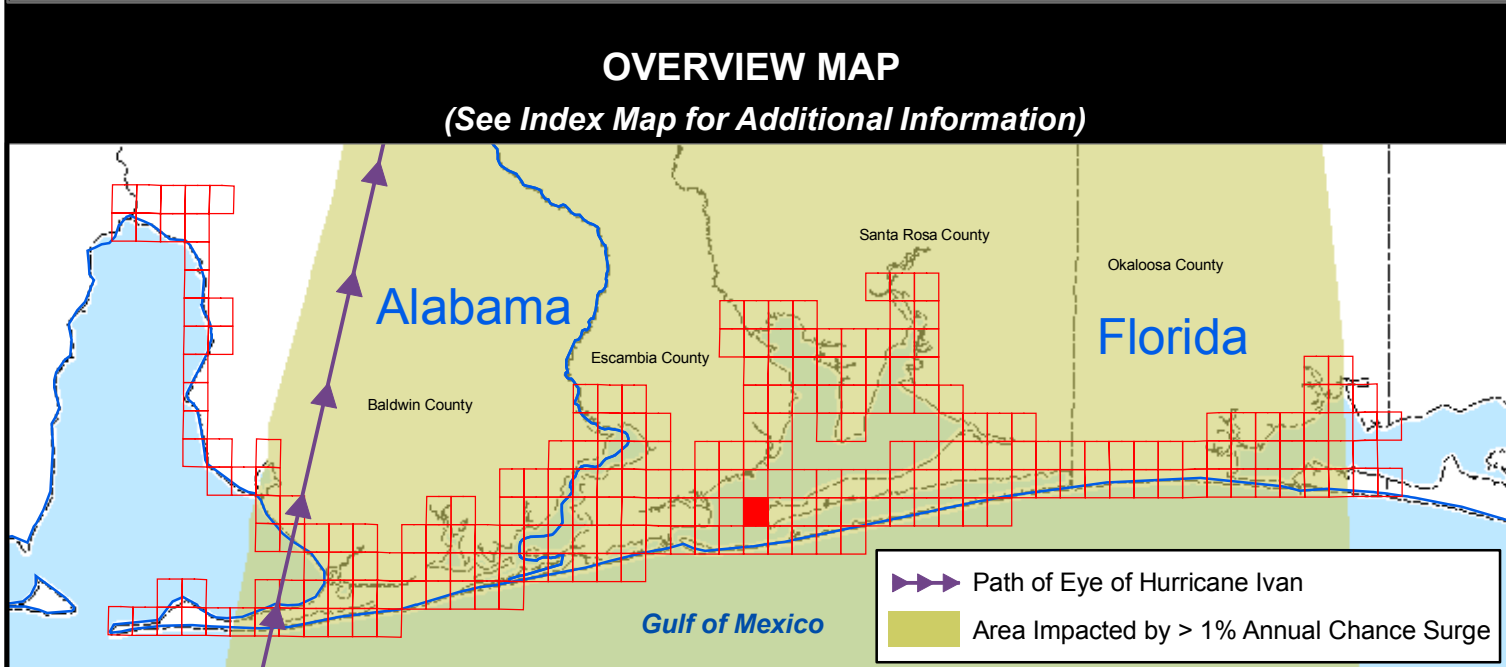 OVERVIEW MAP
(See Index Map for Additional Information)
Santa Rosa County
Okaloosa County
Alabama
Florida
Escambia County
Baldwin County
Path of Eye of Hurricane Ivan
Gulf of Mexico
Area Impacted by > 1% Annual Chance Surge